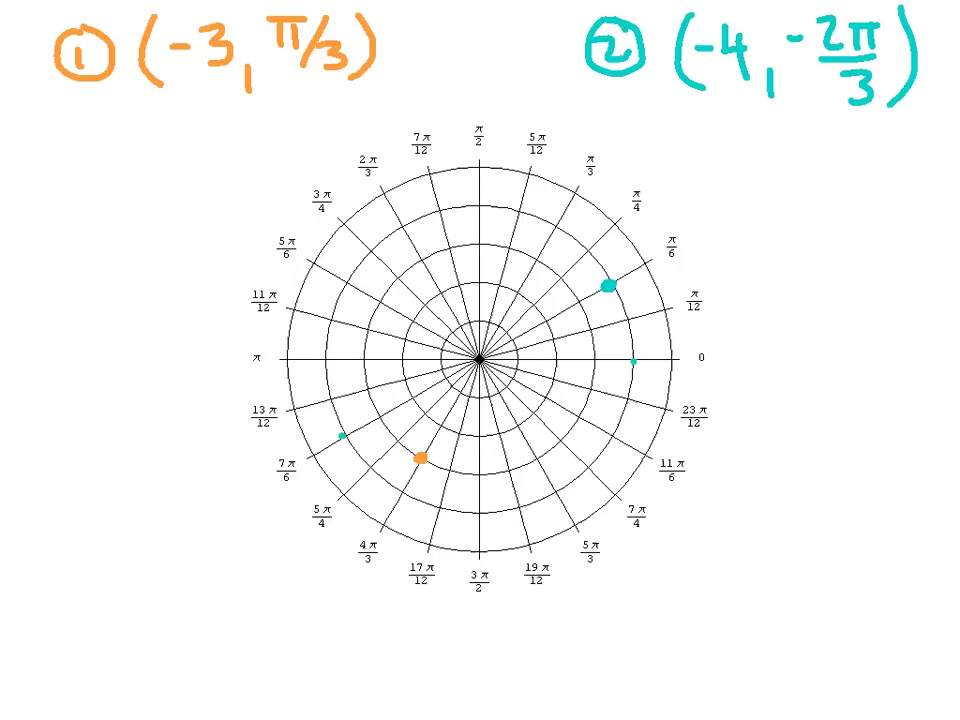 ① (-3, π/3) ② (-4, -2π/3)
π/2
7π/12 5π/12
2π/3 π/3
3π/4 π/4
5π/6 π/6
11π/12 π/12
π 0
13π/12 23π/12
7π/6 11π/6
5π/4 7π/4
4π/3 5π/3
17π/12 19π/12
3π/2